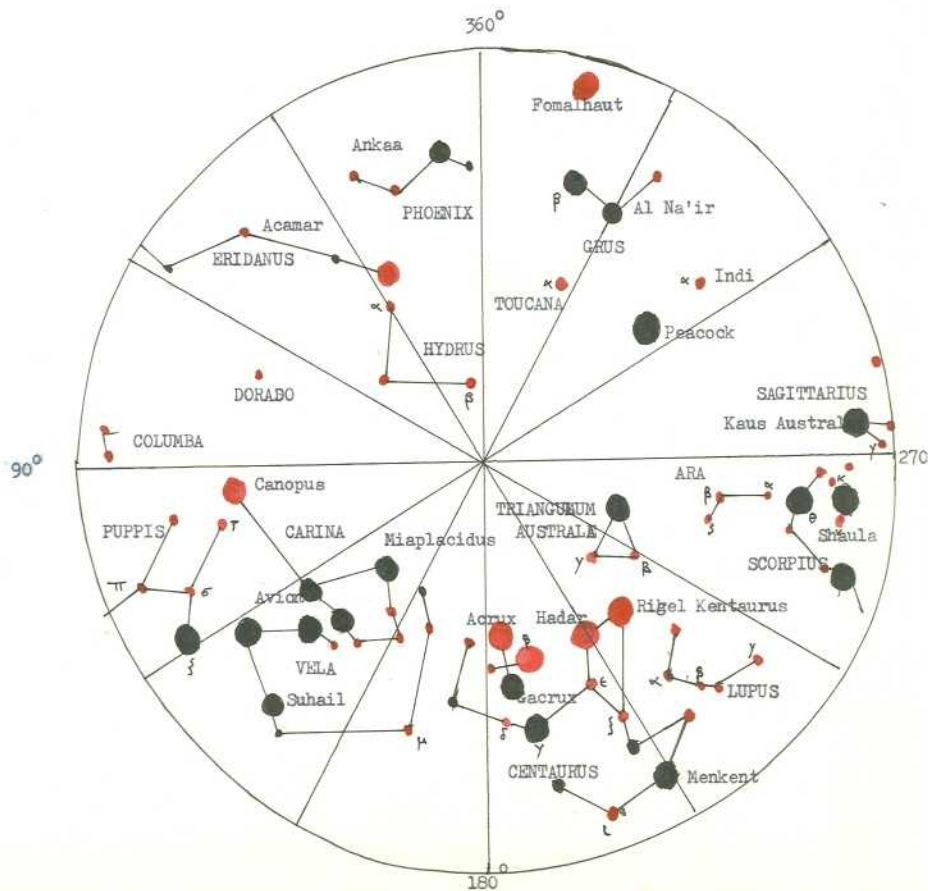 360°
Fomalhaut
Ankaa
β
Al Na'ir
PHOENIX
Acamar
GRUS
ERIDANUS
α
α Indi
TOUCANA
α
Peacock
HYDRUS
DORADO
β
SAGITTARIUS
Kaus Austral
COLUMBA
γ
90°
270
ARA
κ
Canopus
β
α
TRIANGULUM
θ
PUPPIS
τ
CARINA
AUSTRALE
ζ
Shaula
Miaplacidus
γ
β
SCORPIUS
π
σ
Avior
Acrux
Hadar
Rigel Kentaurus
β
γ
ζ
VELA
ε
α
β
LUPUS
Suhail
Gacrux
δ
ζ
μ
γ
CENTAURUS
Menkent
ι
180°